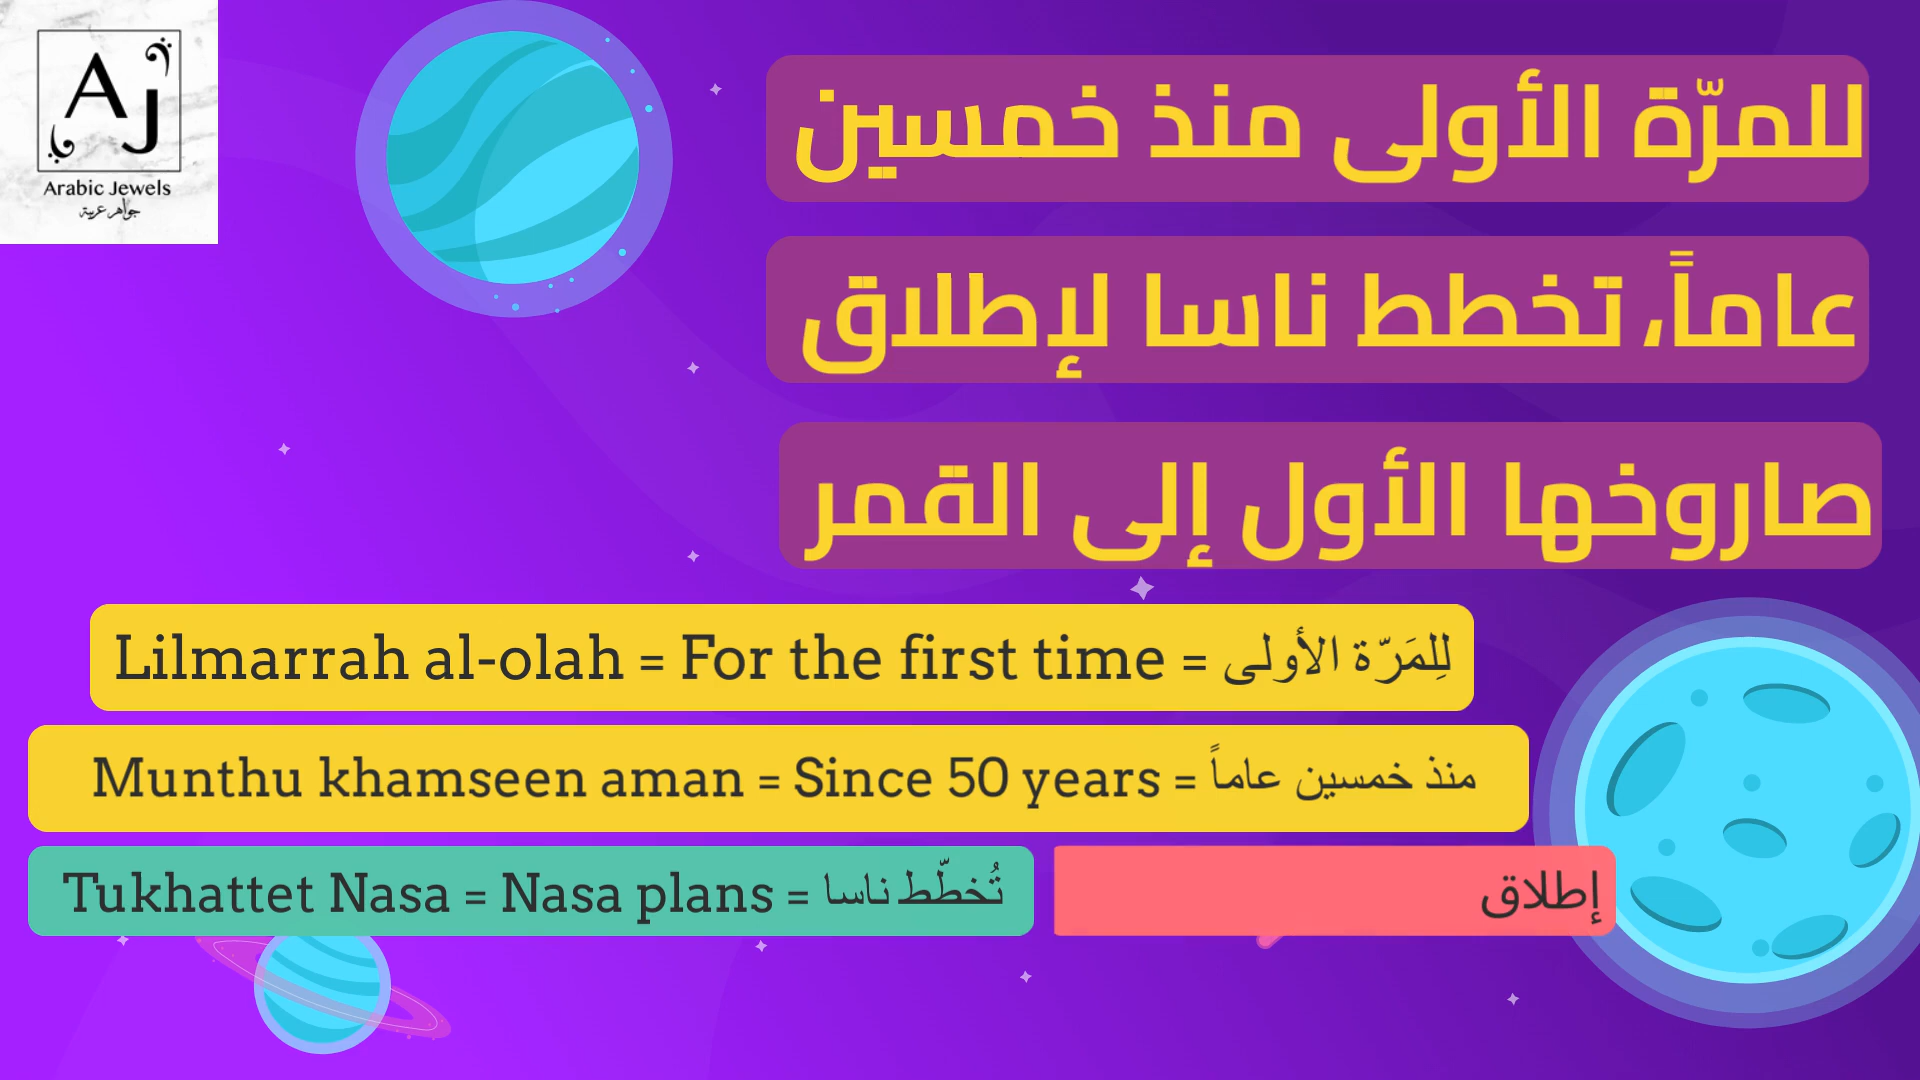 AJ
Arabic Jewels
جواهر عربية
للمرّة الأولى منذ خمسين
عاماً، تخطط ناسا لإطلاق
صاروخها الأول إلى القمر
Lilmarrah al-olah = For the first time = لِلمَرّة الأولى
Munthu khamseen aman = Since 50 years = منذ خمسين عاماً
Tukhattet Nasa = Nasa plans = تُخطّط ناسا
إطلاق